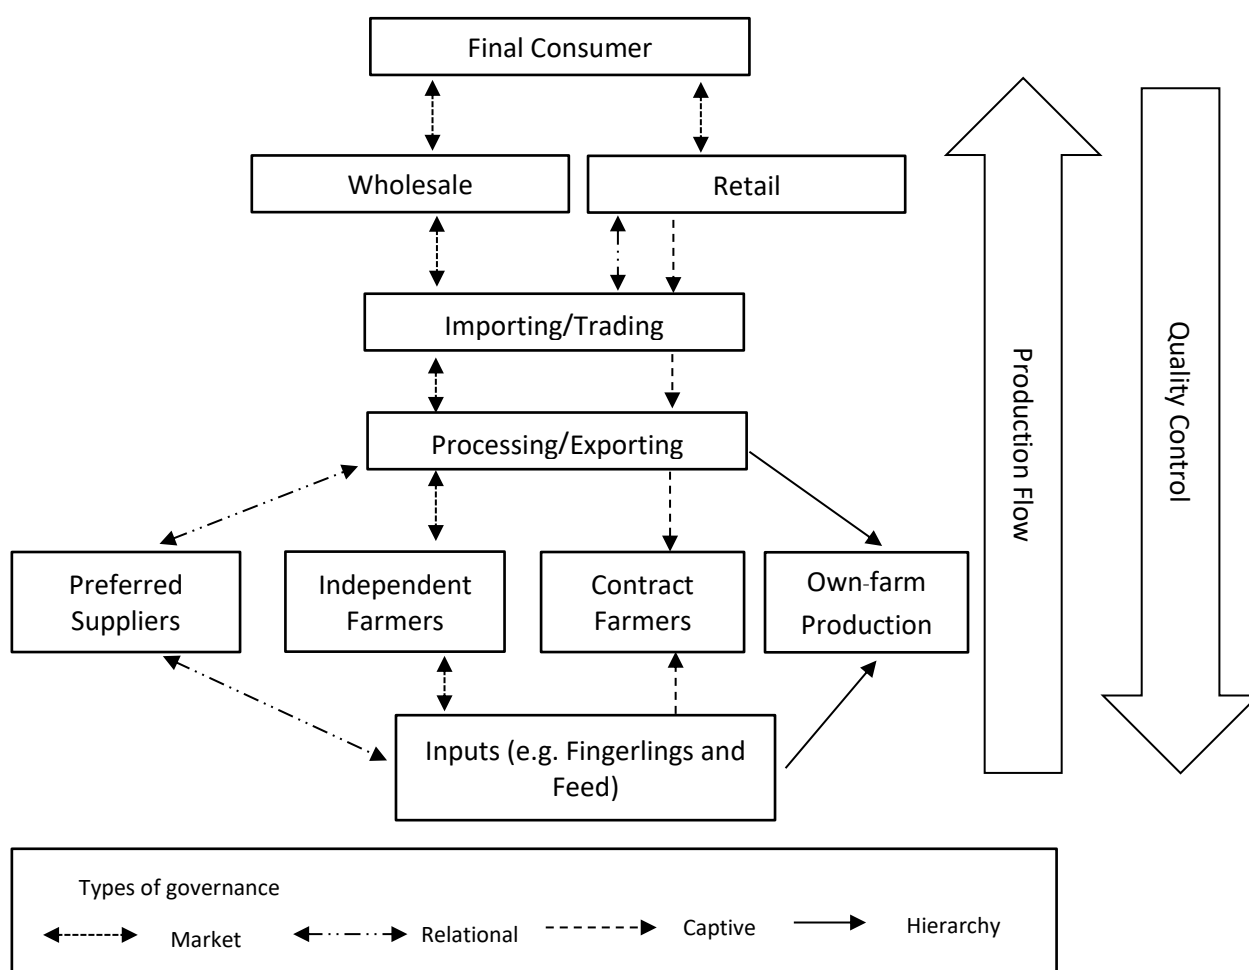 Final Consumer
Wholesale
Retail
Importing/Trading
Processing/Exporting
Preferred
Suppliers
Independent
Farmers
Contract
Farmers
Own-farm
Production
Inputs (e.g. Fingerlings and
Feed)
Production Flow
Quality Control
Types of governance
Market
Relational
Captive
Hierarchy